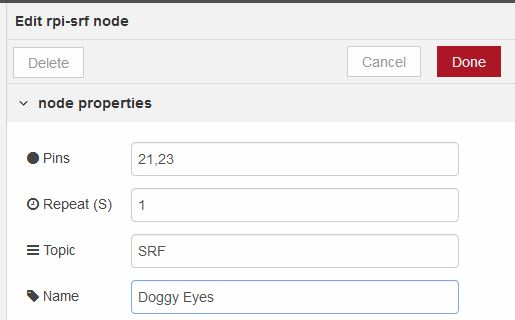 Edit rpi-srf node
Delete Cancel Done
node properties
Pins 21,23
Repeat (S) 1
Topic SRF
Name Doggy Eyes